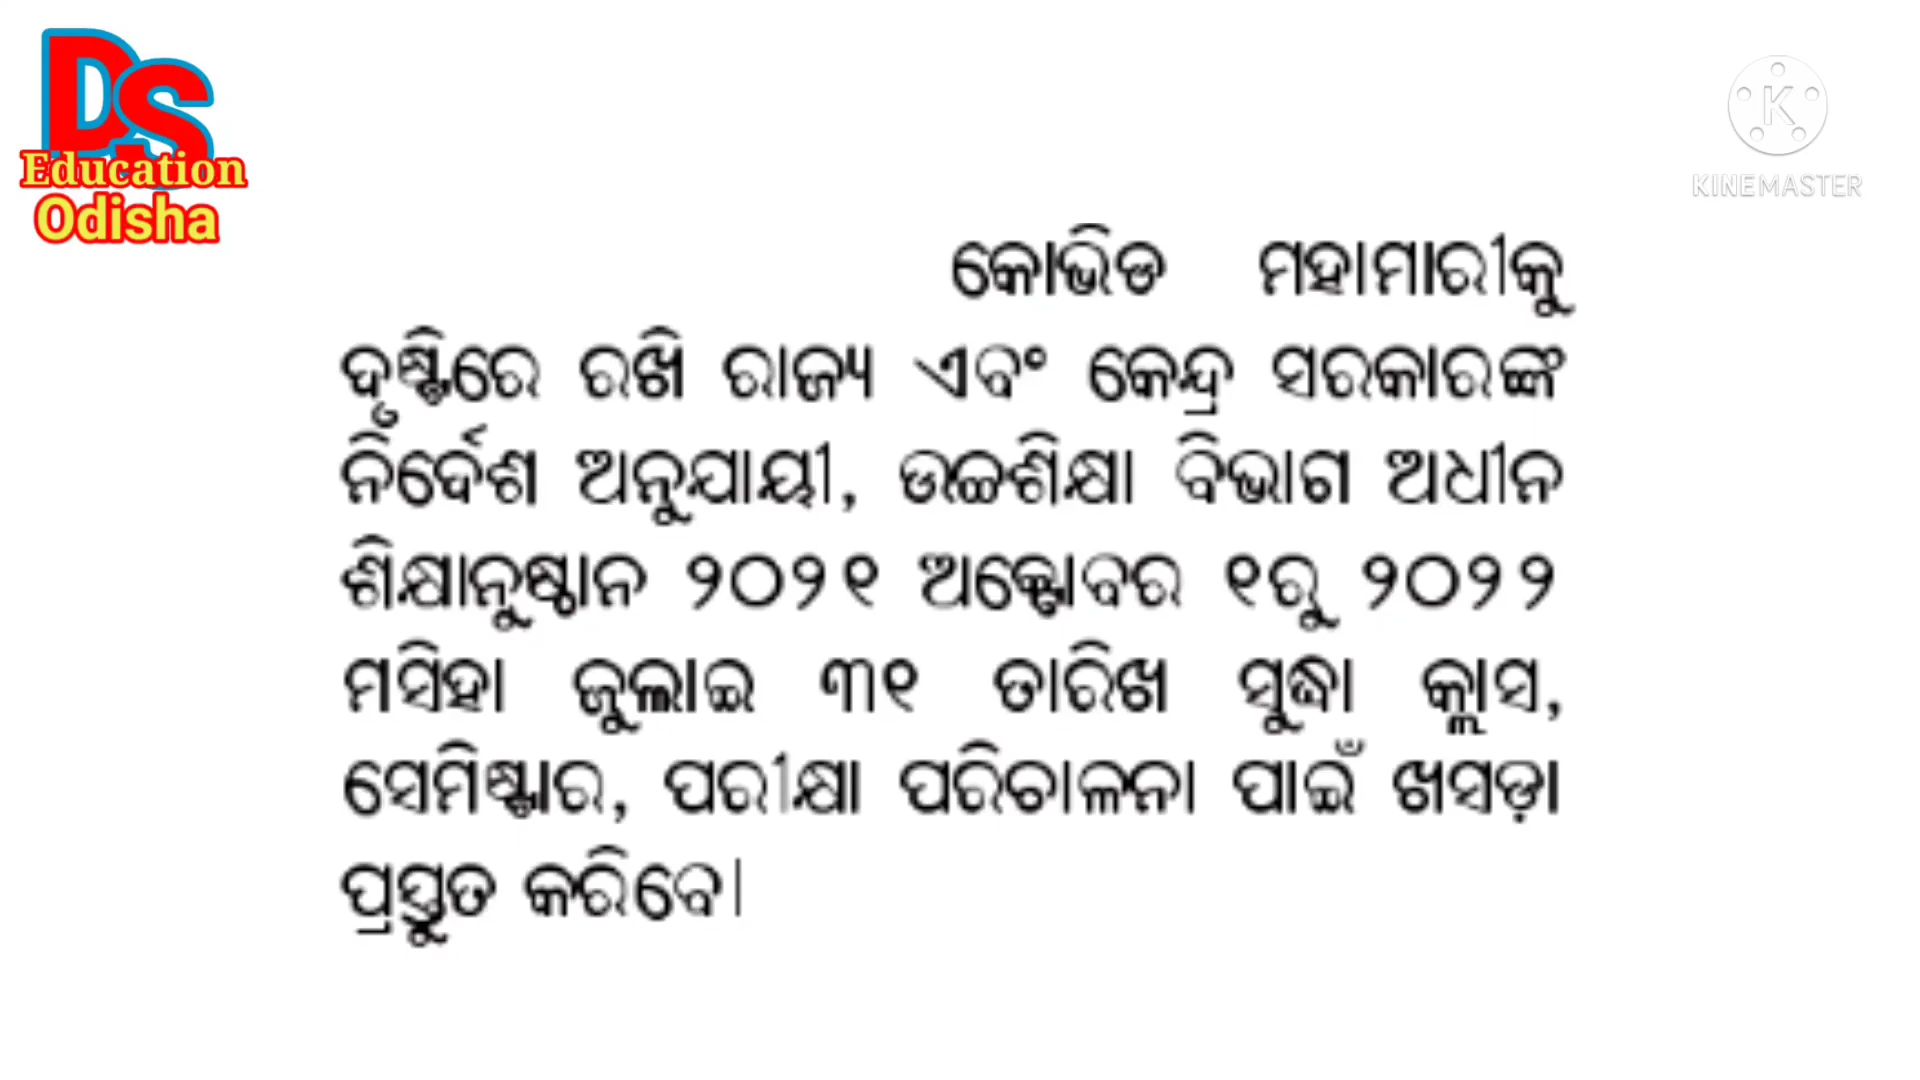 DS
Education
Odisha
KINEMASTER
କୋଭିଡ ମହାମାରୀକୁ
ଦୃଷ୍ଟିରେ ରଖି ରାଜ୍ୟ ଏବଂ କେନ୍ଦ୍ର ସରକାରଙ୍କ
ନିର୍ଦେଶ ଅନୁଯାୟୀ, ଉଚ୍ଚଶିକ୍ଷା ବିଭାଗ ଅଧୀନ
ଶିକ୍ଷାନୁଷ୍ଠାନ ୨୦୨୧ ଅକ୍ଟୋବର ୧ରୁ ୨୦୨୨
ମସିହା ଜୁଲାଇ ୩୧ ତାରିଖ ସୁଦ୍ଧା କ୍ଲାସ,
ସେମିଷ୍ଟାର, ପରୀକ୍ଷା ପରିଚାଳନା ପାଇଁ ଖସଡ଼ା
ପ୍ରସ୍ତୁତ କରିବେ।